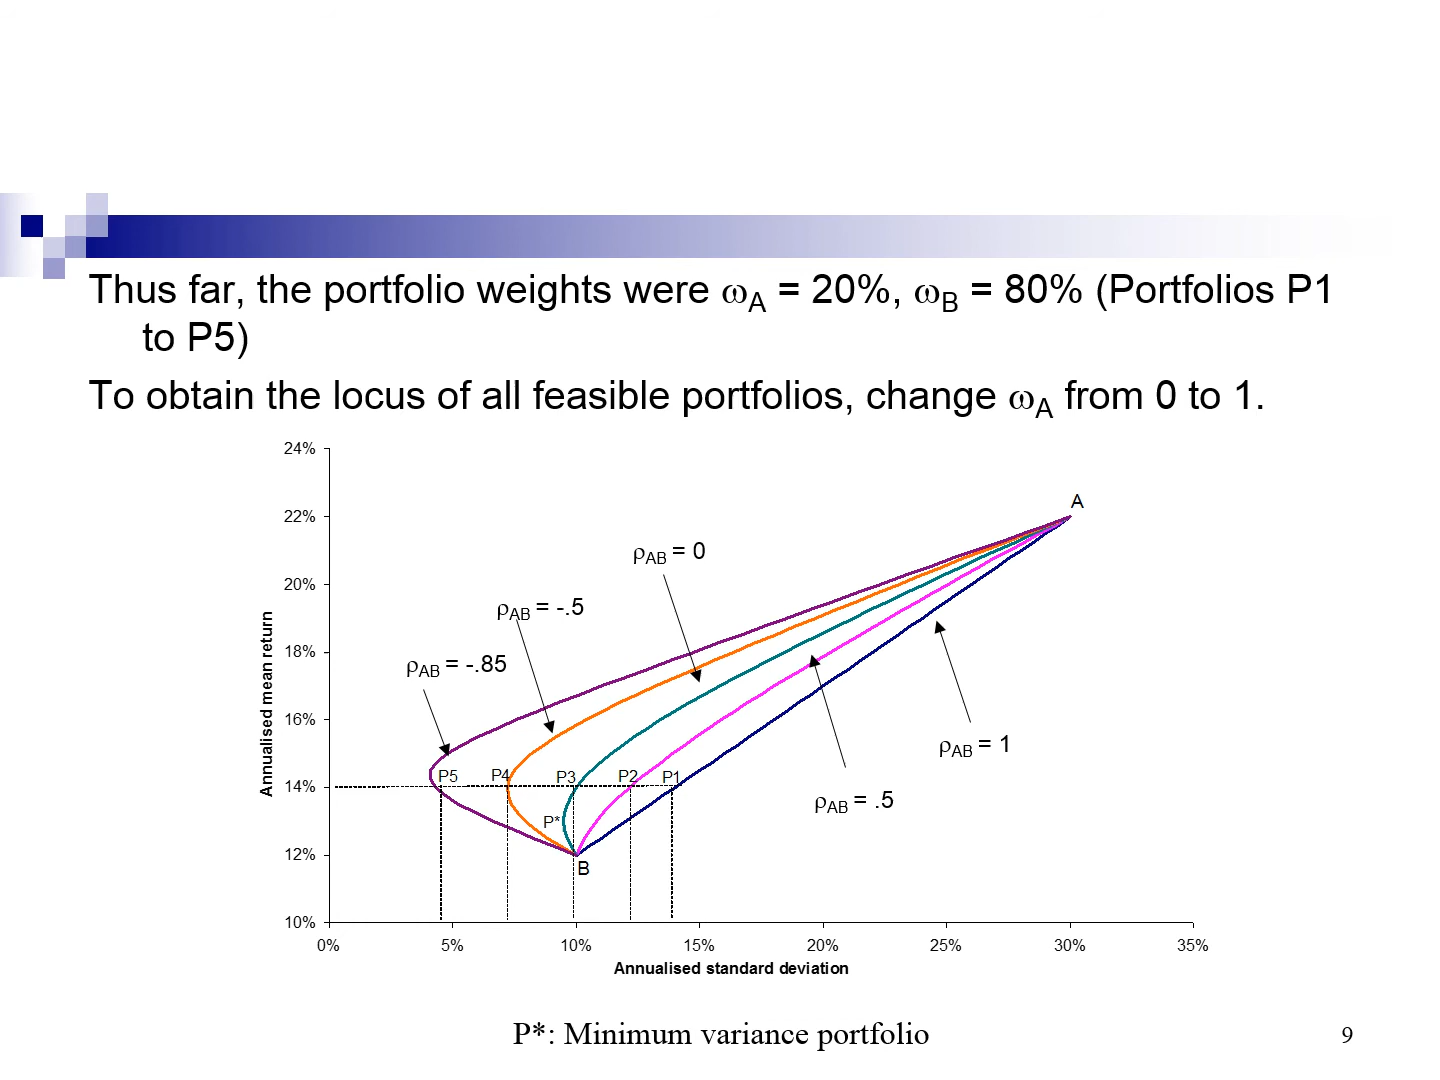 Thus far, the portfolio weights were ωA = 20%, ωB = 80% (Portfolios P1
to P5)
To obtain the locus of all feasible portfolios, change ωA from 0 to 1.
24%
22%
20%
18%
16%
14%
12%
10%
Annualised mean return
A
ρAB = 0
ρAB = -.5
ρAB = -.85
ρAB = 1
ρAB = .5
P5
P4
P3
P2
P1
P*
B
0%
5%
10%
15%
20%
25%
30%
35%
Annualised standard deviation
P*: Minimum variance portfolio
9